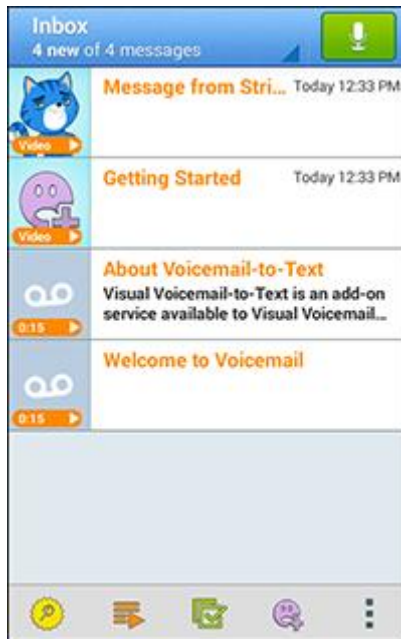 Inbox
4 new of 4 messages
Message from Stri... Today 12:33 PM
Video
Getting Started Today 12:33 PM
Video
About Voicemail-to-Text
Visual Voicemail-to-Text is an add-on
service available to Visual Voicemail...
0:15
Welcome to Voicemail
0:15